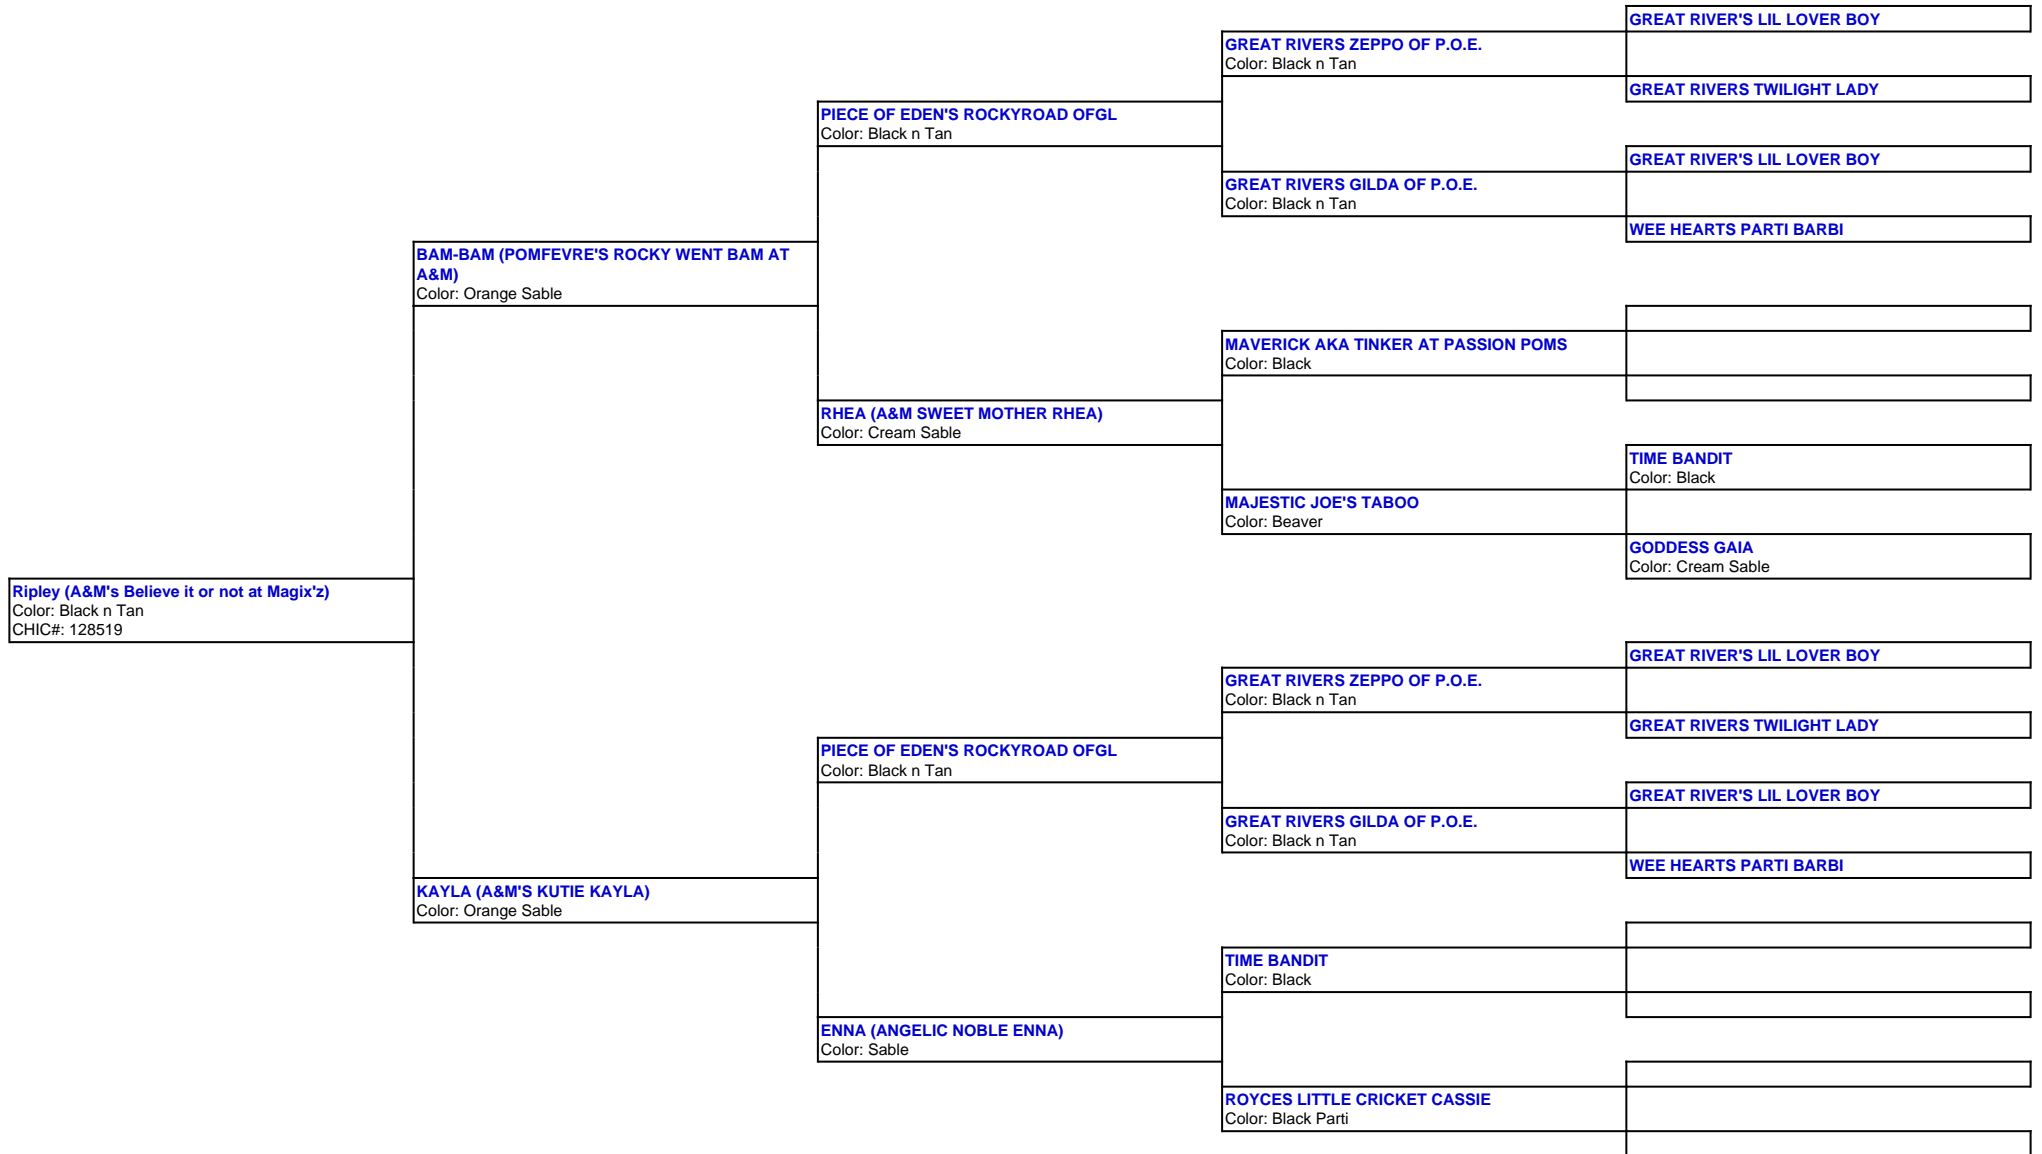 GREAT RIVER'S LIL LOVER BOY
GREAT RIVERS ZEPPO OF P.O.E.
Color: Black n Tan
GREAT RIVERS TWILIGHT LADY
PIECE OF EDEN'S ROCKYROAD OFGL
Color: Black n Tan
GREAT RIVER'S LIL LOVER BOY
GREAT RIVERS GILDA OF P.O.E.
Color: Black n Tan
WEE HEARTS PARTI BARBI
BAM-BAM (POMFEVRE'S ROCKY WENT BAM AT
A&M)
Color: Orange Sable
MAVERICK AKA TINKER AT PASSION POMS
Color: Black
RHEA (A&M SWEET MOTHER RHEA)
Color: Cream Sable
TIME BANDIT
Color: Black
MAJESTIC JOE'S TABOO
Color: Beaver
GODDESS GAIA
Color: Cream Sable
Ripley (A&M's Believe it or not at Magix'z)
Color: Black n Tan
CHIC#: 128519
GREAT RIVER'S LIL LOVER BOY
GREAT RIVERS ZEPPO OF P.O.E.
Color: Black n Tan
GREAT RIVERS TWILIGHT LADY
PIECE OF EDEN'S ROCKYROAD OFGL
Color: Black n Tan
GREAT RIVER'S LIL LOVER BOY
GREAT RIVERS GILDA OF P.O.E.
Color: Black n Tan
WEE HEARTS PARTI BARBI
KAYLA (A&M'S KUTIE KAYLA)
Color: Orange Sable
TIME BANDIT
Color: Black
ENNA (ANGELIC NOBLE ENNA)
Color: Sable
ROYCES LITTLE CRICKET CASSIE
Color: Black Parti